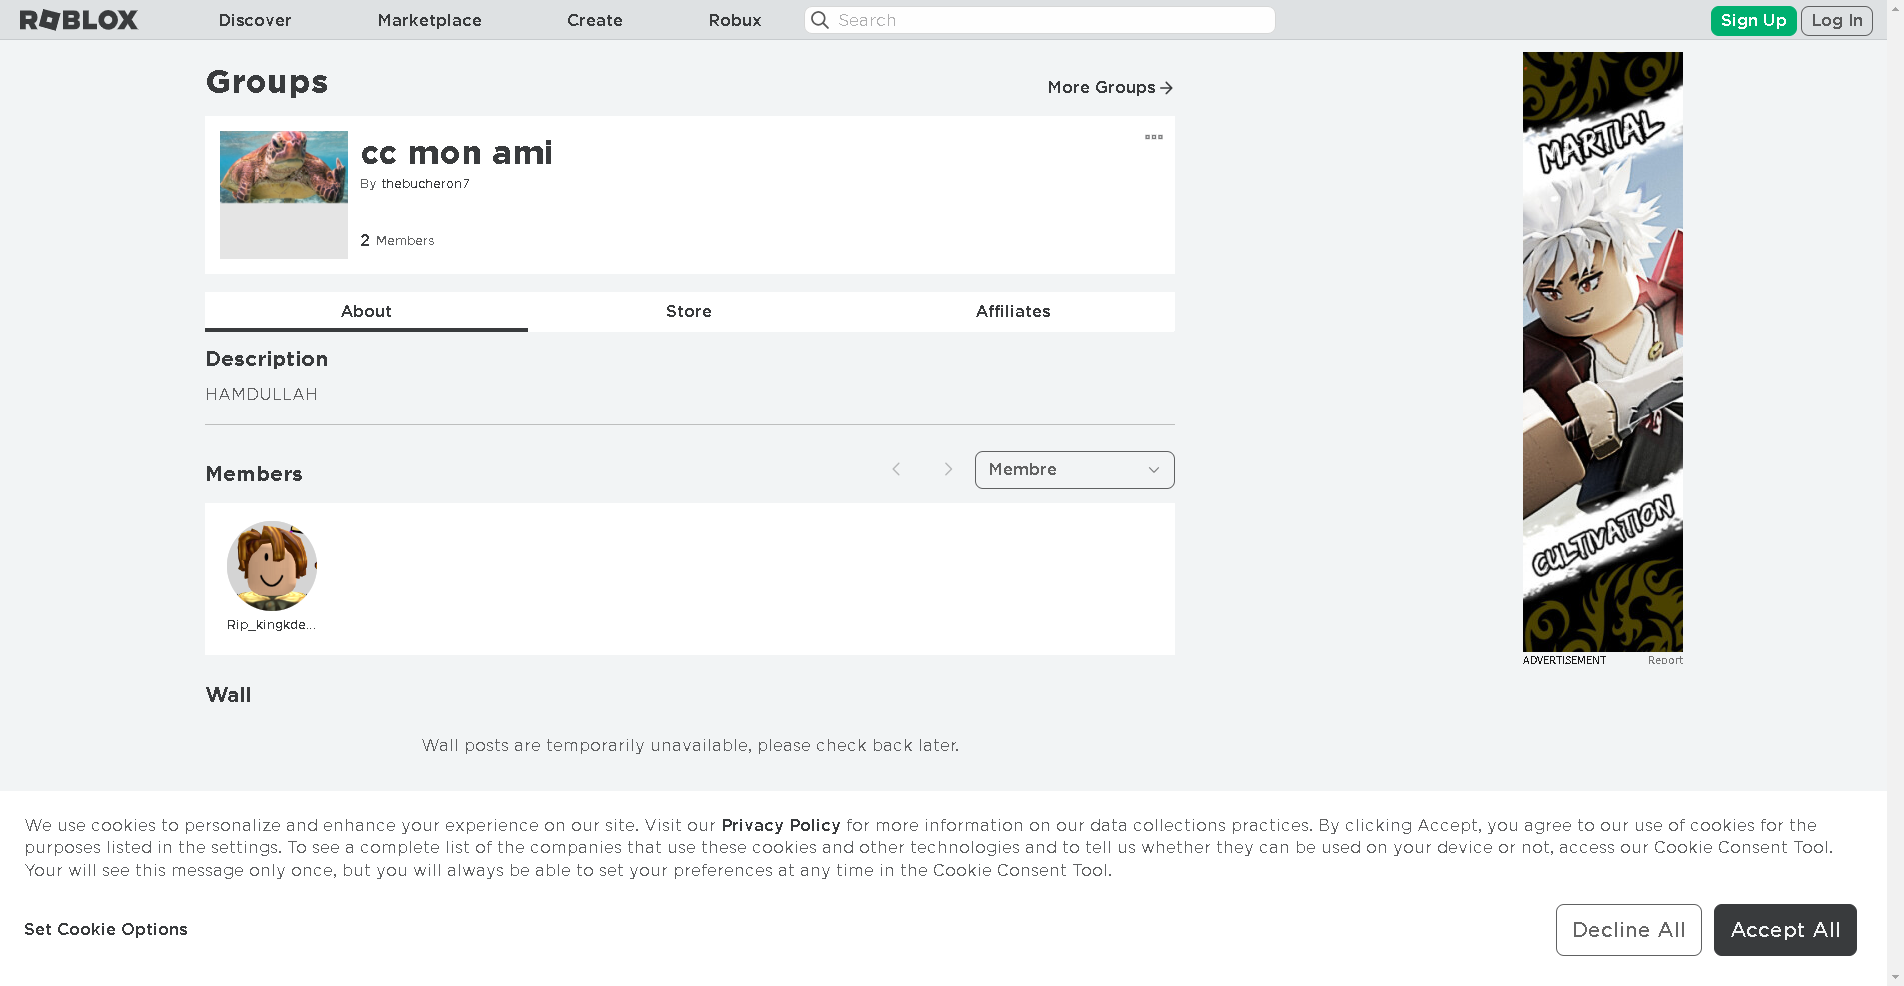 ROBLOX Discover Marketplace Create Robux Search Sign Up Log In
Groups
More Groups
cc mon ami
By thebucheron7
2 Members
About Store Affiliates
Description
HAMDULLAH
Members
Membre
Rip_kingkde...
Wall
Wall posts are temporarily unavailable, please check back later.
MARTIAL
CULTIVATION
ADVERTISEMENT Report
We use cookies to personalize and enhance your experience on our site. Visit our Privacy Policy for more information on our data collections practices. By clicking Accept, you agree to our use of cookies for the
purposes listed in the settings. To see a complete list of the companies that use these cookies and other technologies and to tell us whether they can be used on your device or not, access our Cookie Consent Tool.
Your will see this message only once, but you will always be able to set your preferences at any time in the Cookie Consent Tool.
Set Cookie Options
Decline All
Accept All